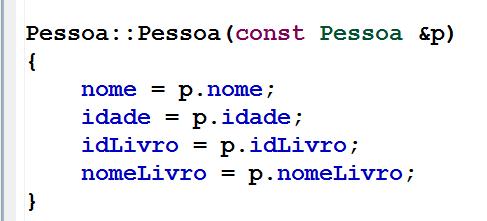 Pessoa::Pessoa(const Pessoa &p)
{
    nome = p.nome;
    idade = p.idade;
    idLivro = p.idLivro;
    nomeLivro = p.nomeLivro;
}